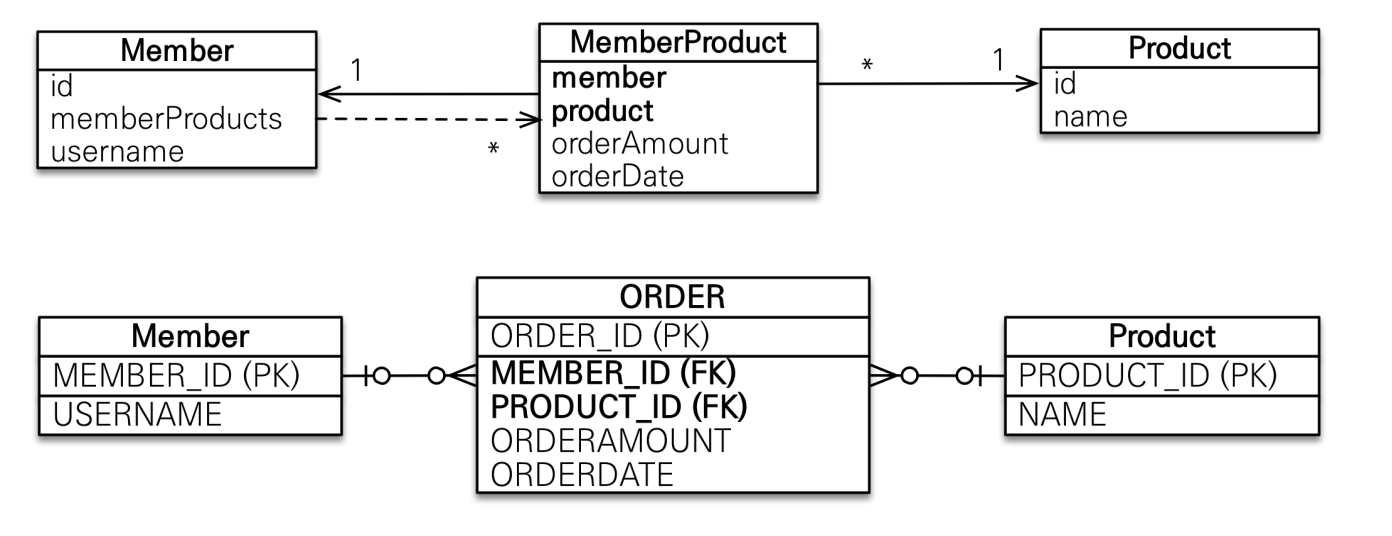 Member
id
memberProducts
username
1
*
MemberProduct
member
product
orderAmount
orderDate
*
1
Product
id
name
Member
MEMBER_ID (PK)
USERNAME
ORDER
ORDER_ID (PK)
MEMBER_ID (FK)
PRODUCT_ID (FK)
ORDERAMOUNT
ORDERDATE
Product
PRODUCT_ID (PK)
NAME